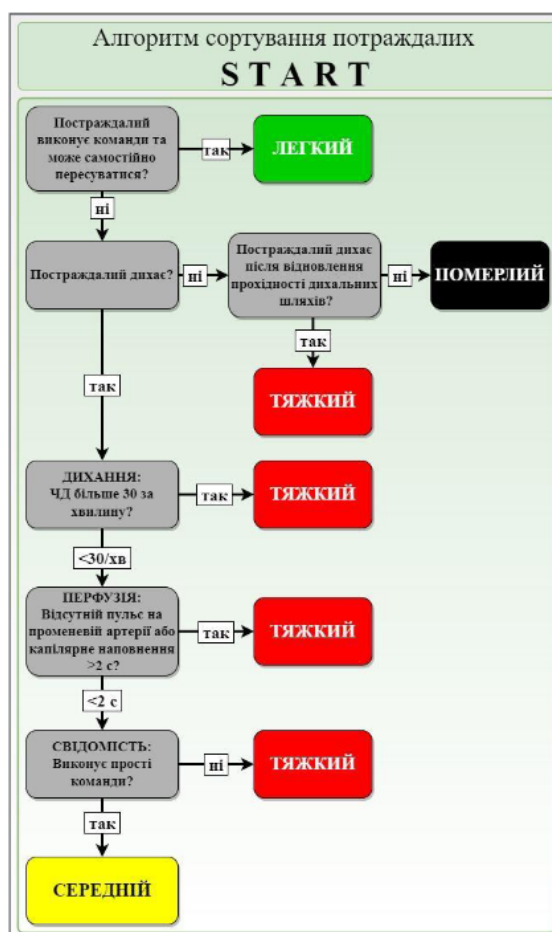 Алгоритм сортування потраждалих
START
Постраждалий
виконує команди та
може самостійно
пересуватися?
так
ЛЕГКИЙ
ні
Постраждалий дихає?
ні
Постраждалий дихає
після відновлення
прохідності дихальних
шляхів?
ні
ПОМЕРЛИЙ
так
ТЯЖКИЙ
так
ДИХАННЯ:
ЧД більше 30 за
хвилину?
так
ТЯЖКИЙ
<30/хв
ПЕРФУЗІЯ:
Відсутній пульс на
променевій артерії або
капілярне наповнення
>2 с?
так
ТЯЖКИЙ
<2 с
СВІДОМІСТЬ:
Виконує прості
команди?
ні
ТЯЖКИЙ
так
СЕРЕДНІЙ